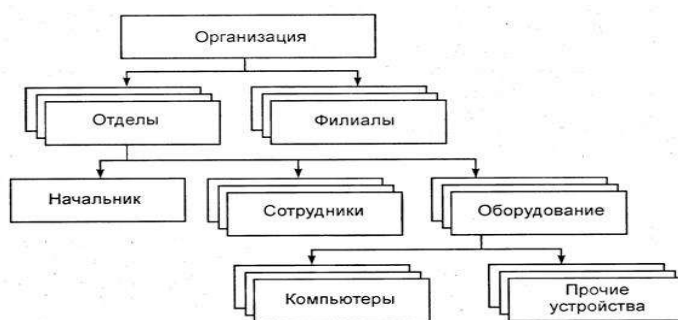 Организация
Отделы
Филиалы
Начальник
Сотрудники
Оборудование
Компьютеры
Прочие
устройства